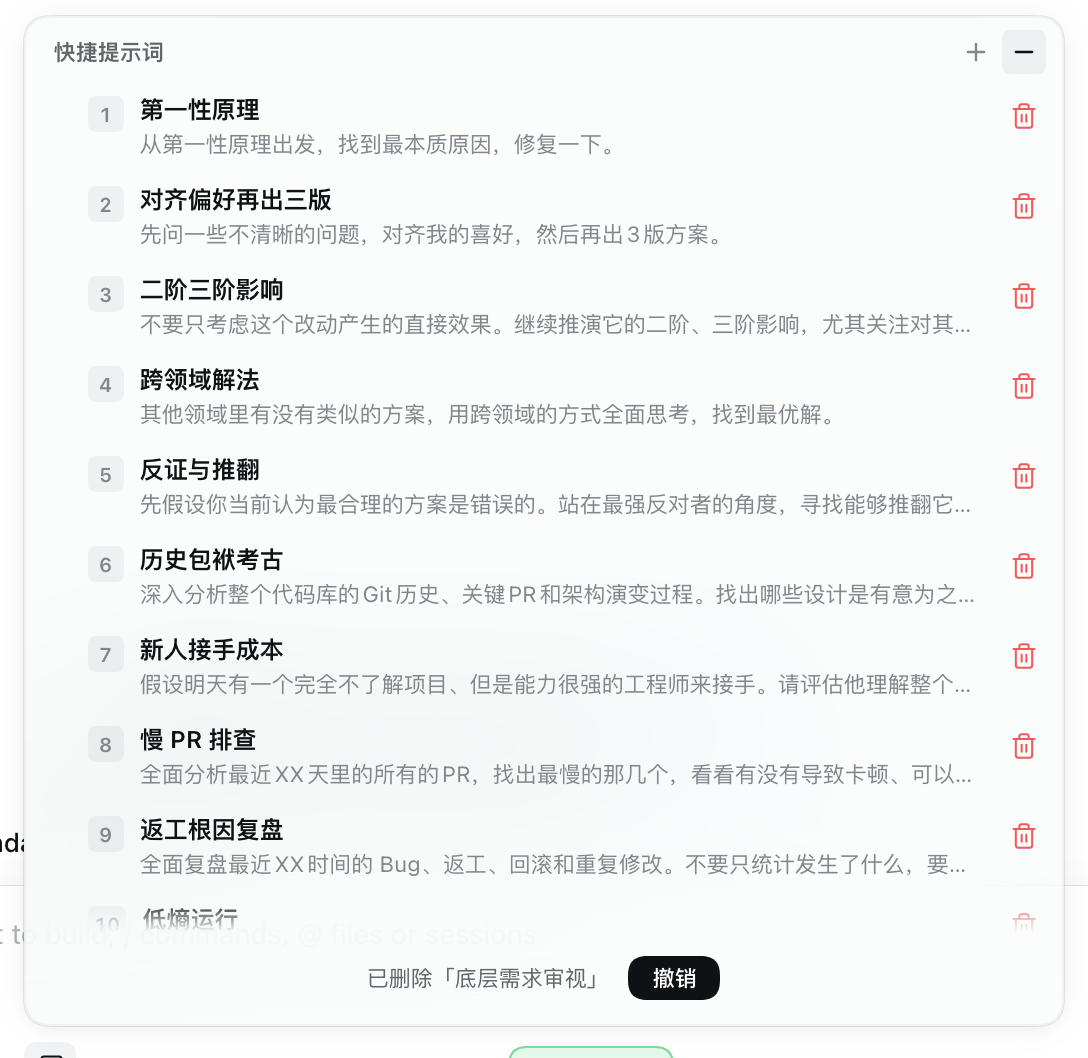 快捷提示词
1 第一性原理
从第一性原理出发，找到最本质原因，修复一下。
2 对齐偏好再出三版
先问一些不清晰的问题，对齐我的喜好，然后再出3版方案。
3 二阶三阶影响
不要只考虑这个改动产生的直接效果。继续推演它的二阶、三阶影响，尤其关注对其...
4 跨领域解法
其他领域里有没有类似的方案，用跨领域的方式全面思考，找到最优解。
5 反证与推翻
先假设你当前认为最合理的方案是错误的。站在最强反对者的角度，寻找能够推翻它...
6 历史包袱考古
深入分析整个代码库的Git历史、关键PR和架构演变过程。找出哪些设计是有意为之...
7 新人接手成本
假设明天有一个完全不了解项目、但是能力很强的工程师来接手。请评估他理解整个...
8 慢 PR 排查
全面分析最近XX天里的所有的PR，找出最慢的那几个，看看有没有导致卡顿、可以...
9 返工根因复盘
全面复盘最近XX时间的 Bug、返工、回滚和重复修改。不要只统计发生了什么，要...
10 低熵运行
t to build, / commands, @ files or sessions
已删除「底层需求审视」 撤销